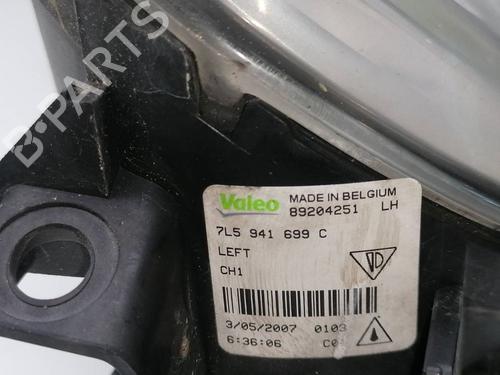 B-PARTS
Valeo MADE IN BELGIUM
89204251 LH
7L5 941 699 C
LEFT
CH1
3/05/2007 0103
6:36:06